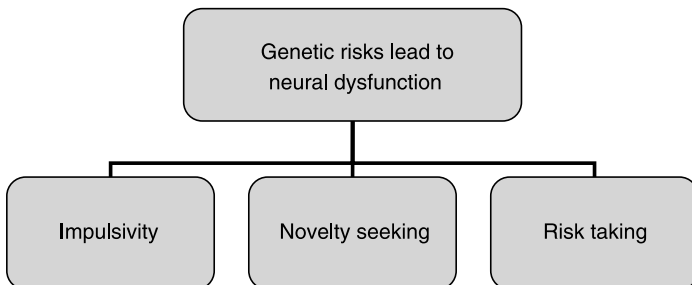 Genetic risks lead to
neural dysfunction
Impulsivity
Novelty seeking
Risk taking